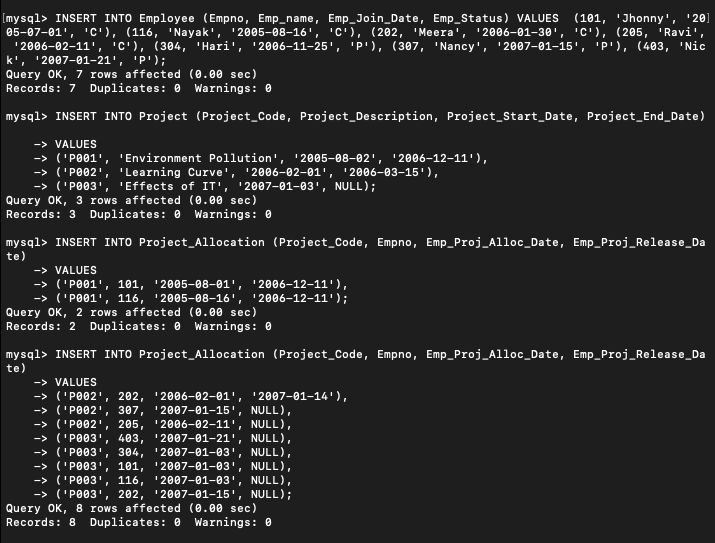 [mysql> INSERT INTO Employee (Empno, Emp_name, Emp_Join_Date, Emp_Status) VALUES  (101, 'Jhonny', '20]
05-07-01', 'C'), (116, 'Nayak', '2005-08-16', 'C'), (202, 'Meera', '2006-01-30', 'C'), (205, 'Ravi',
 '2006-02-11', 'C'), (304, 'Hari', '2006-11-25', 'P'), (307, 'Nancy', '2007-01-15', 'P'), (403, 'Nic
k', '2007-01-21', 'P');
Query OK, 7 rows affected (0.00 sec)
Records: 7  Duplicates: 0  Warnings: 0
mysql> INSERT INTO Project (Project_Code, Project_Description, Project_Start_Date, Project_End_Date)
    -> VALUES
    -> ('P001', 'Environment Pollution', '2005-08-02', '2006-12-11'),
    -> ('P002', 'Learning Curve', '2006-02-01', '2006-03-15'),
    -> ('P003', 'Effects of IT', '2007-01-03', NULL);
Query OK, 3 rows affected (0.00 sec)
Records: 3  Duplicates: 0  Warnings: 0
mysql> INSERT INTO Project_Allocation (Project_Code, Empno, Emp_Proj_Alloc_Date, Emp_Proj_Release_Da
te)
    -> VALUES
    -> ('P001', 101, '2005-08-01', '2006-12-11'),
    -> ('P001', 116, '2005-08-16', '2006-12-11');
Query OK, 2 rows affected (0.00 sec)
Records: 2  Duplicates: 0  Warnings: 0
mysql> INSERT INTO Project_Allocation (Project_Code, Empno, Emp_Proj_Alloc_Date, Emp_Proj_Release_Da
te)
    -> VALUES
    -> ('P002', 202, '2006-02-01', '2007-01-14'),
    -> ('P002', 307, '2007-01-15', NULL),
    -> ('P002', 205, '2006-02-11', NULL),
    -> ('P003', 403, '2007-01-21', NULL),
    -> ('P003', 304, '2007-01-03', NULL),
    -> ('P003', 101, '2007-01-03', NULL),
    -> ('P003', 116, '2007-01-03', NULL),
    -> ('P003', 202, '2007-01-15', NULL);
Query OK, 8 rows affected (0.00 sec)
Records: 8  Duplicates: 0  Warnings: 0